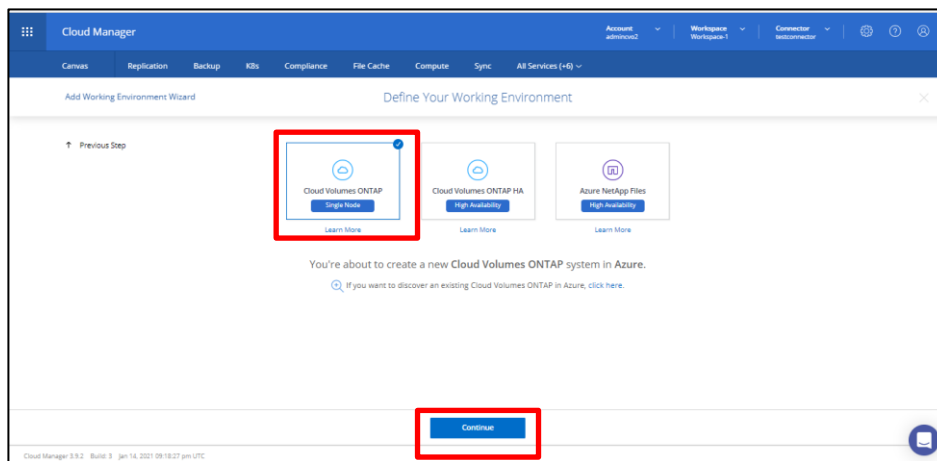 Cloud Manager
Account
admincvo2
Workspace
Workspace-1
Connector
testconnector
Canvas Replication Backup K8s Compliance File Cache Compute Sync All Services (+6)
Add Working Environment Wizard
Define Your Working Environment
↑ Previous Step
Cloud Volumes ONTAP
Single Node
Learn More
Cloud Volumes ONTAP HA
High Availability
Learn More
Azure NetApp Files
High Availability
Learn More
You're about to create a new Cloud Volumes ONTAP system in Azure.
If you want to discover an existing Cloud Volumes ONTAP in Azure, click here.
Continue
Cloud Manager 3.9.2 Build: 3 Jan 14, 2021 09:18:27 pm UTC